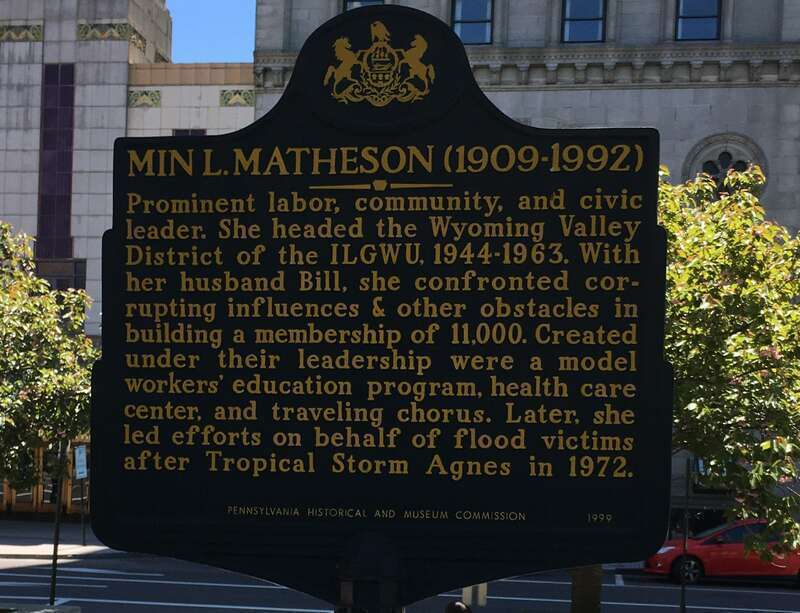 MIN L. MATHESON (1909-1992)
Prominent labor, community, and civic
leader. She headed the Wyoming Valley
District of the ILGWU, 1944-1963. With
her husband Bill, she confronted cor-
rupting influences & other obstacles in
building a membership of 11,000. Created
under their leadership were a model
workers' education program, health care
center, and traveling chorus. Later, she
led efforts on behalf of flood victims
after Tropical Storm Agnes in 1972.
PENNSYLVANIA HISTORICAL AND MUSEUM COMMISSION 1999